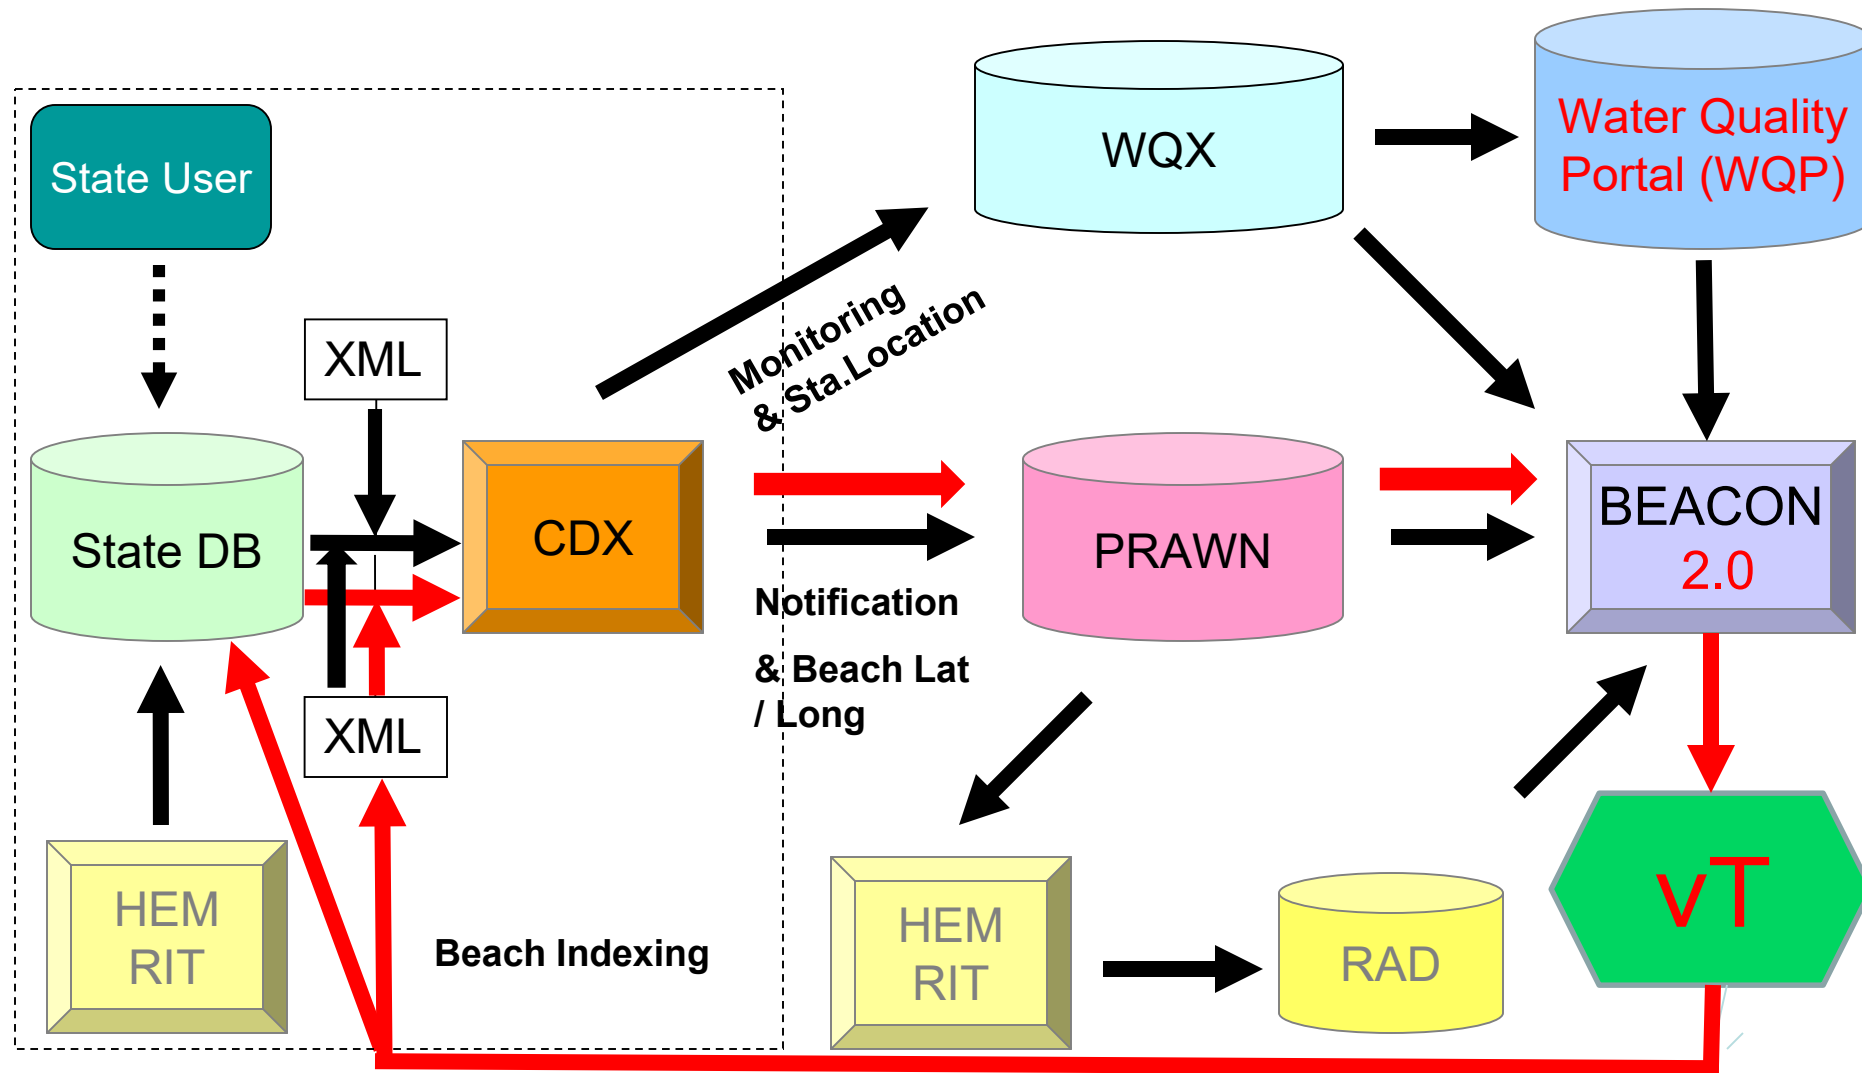 WQX
Water Quality
Portal (WQP)
State User
Monitoring
& Sta.Location
XML
State DB
CDX
PRAWN
BEACON
2.0
Notification
& Beach Lat
/ Long
XML
HEM
RIT
Beach Indexing
HEM
RIT
RAD
vT